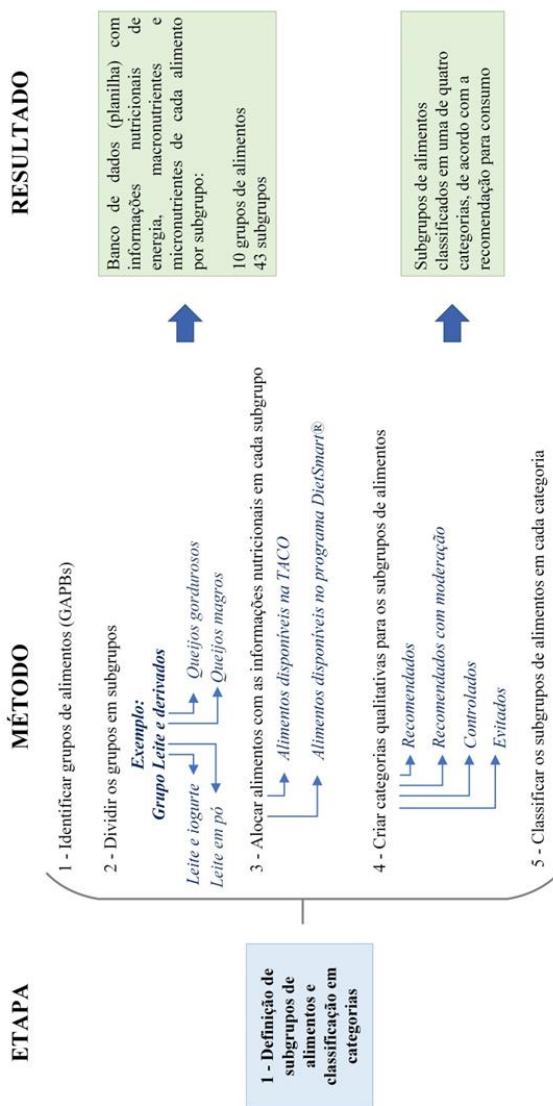 ETAPA
MÉTODO
RESULTADO
1 - Definição de
subgrupos de
alimentos e
classificação em
categorias
1 - Identificar grupos de alimentos (GAPBs)
2 - Dividir os grupos em subgrupos
Exemplo:
Grupo Leite e derivados
Leite e iogurte
Queijos gordurosos
Leite em pó
Queijos magros
3 - Alocar alimentos com as informações nutricionais em cada subgrupo
Alimentos disponíveis na TACO
Alimentos disponíveis no programa DietSmart®
4 - Criar categorias qualitativas para os subgrupos de alimentos
Recomendados
Recomendados com moderação
Controlados
Evitados
5 - Classificar os subgrupos de alimentos em cada categoria
Banco de dados (planilha) com
informações nutricionais de
energia, macronutrientes e
micronutrientes de cada alimento
por subgrupo:
10 grupos de alimentos
43 subgrupos
Subgrupos de alimentos
classificados em uma de quatro
categorias, de acordo com a
recomendação para consumo